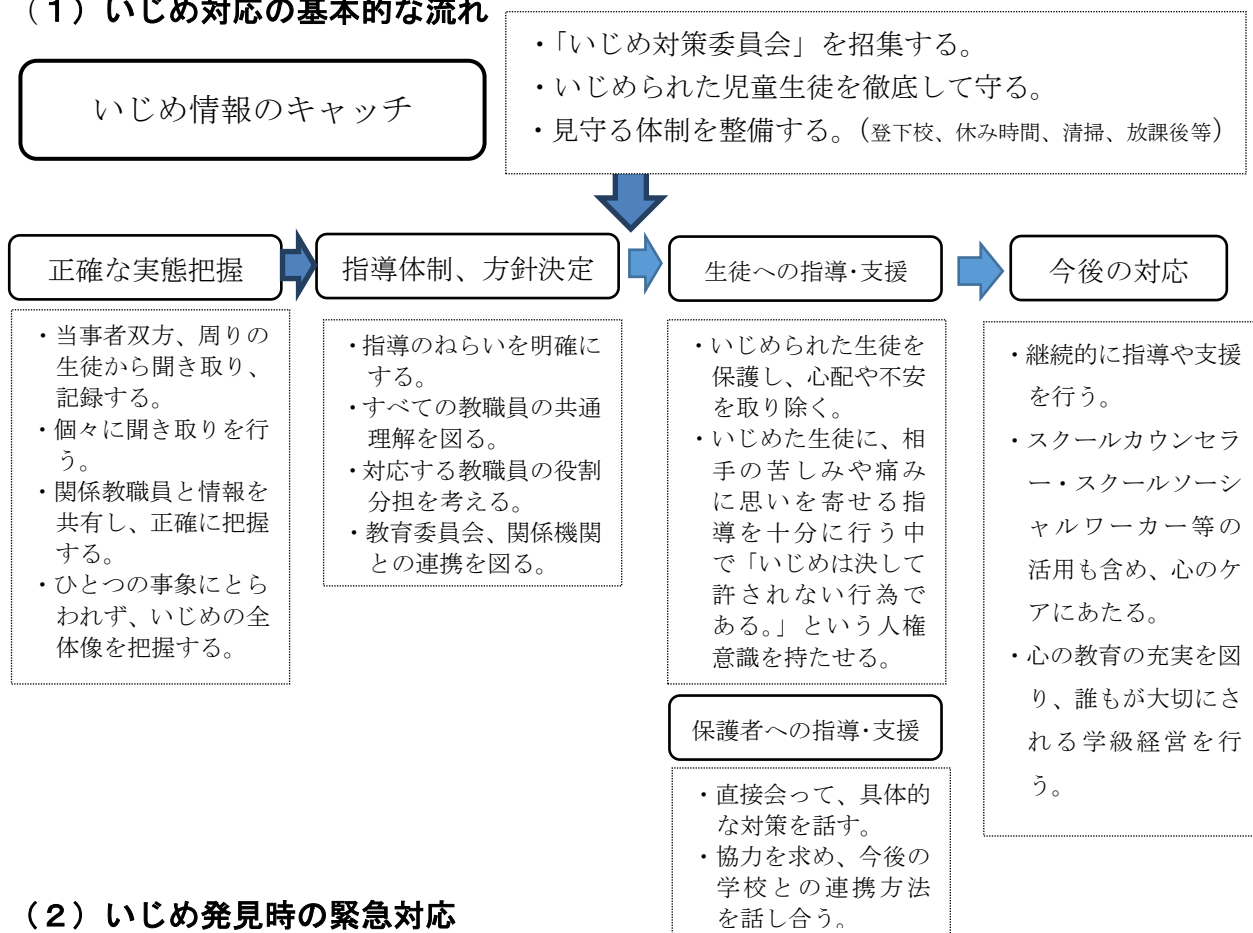 （１）いじめ対応の基本的な流れ
いじめ情報のキャッチ
・「いじめ対策委員会」を招集する。
・いじめられた児童生徒を徹底して守る。
・見守る体制を整備する。（登下校、休み時間、清掃、放課後等）
正確な実態把握
・当事者双方、周りの
生徒から聞き取り、
記録する。
・個々に聞き取りを行
う。
・関係教職員と情報を
共有し、正確に把握
する。
・ひとつの事象にとら
われず、いじめの全
体像を把握する。
指導体制、方針決定
・指導のねらいを明確に
する。
・すべての教職員の共通
理解を図る。
・対応する教職員の役割
分担を考える。
・教育委員会、関係機関
との連携を図る。
生徒への指導・支援
・いじめられた生徒を
保護し、心配や不安
を取り除く。
・いじめた生徒に、相
手の苦しみや痛み
に思いを寄せる指
導を十分に行う中
で「いじめは決して
許されない行為で
ある。」という人権
意識を持たせる。
保護者への指導・支援
・直接会って、具体的
な対策を話す。
・協力を求め、今後の
学校との連携方法
を話し合う。
今後の対応
・継続的に指導や支援
を行う。
・スクールカウンセラ
ー・スクールソーシ
ャルワーカー等の
活用も含め、心のケ
アにあたる。
・心の教育の充実を図
り、誰もが大切にさ
れる学級経営を行
う。
（２）いじめ発見時の緊急対応